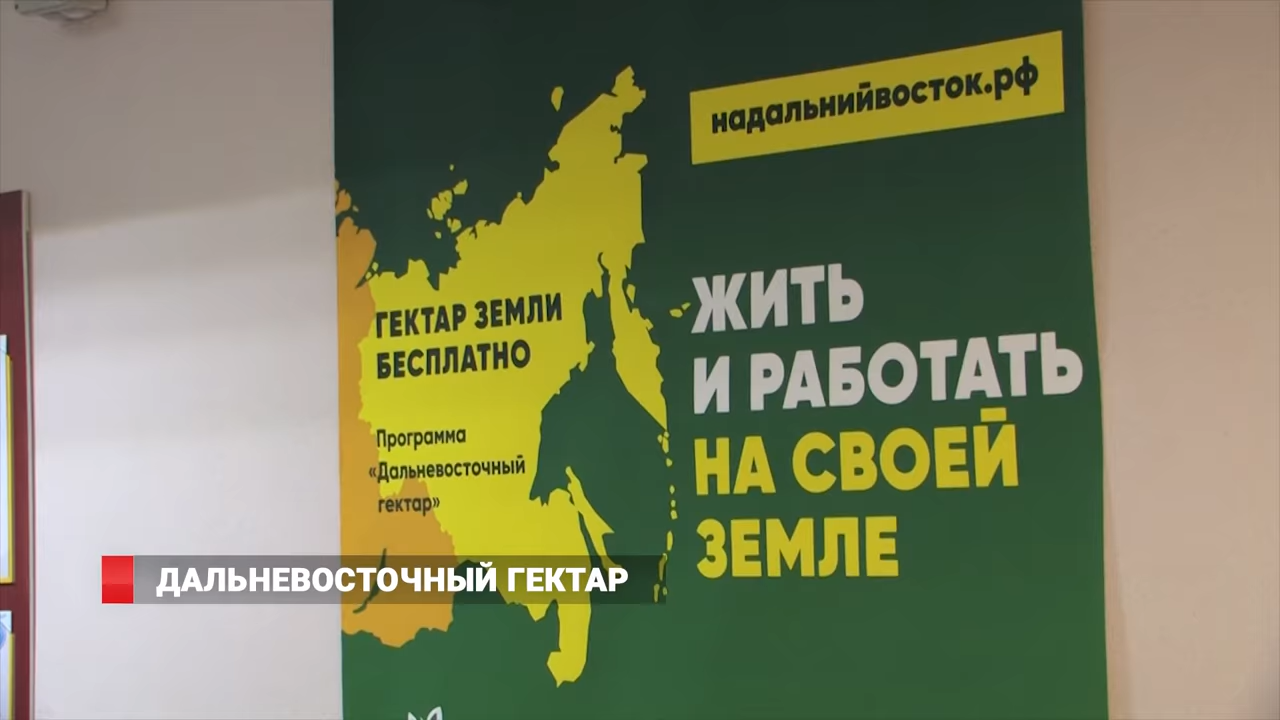 надальнийвосток.рф
ГЕКТАР ЗЕМЛИ
БЕСПЛАТНО
Программа
«Дальневосточный
гектар»
ЖИТЬ
И РАБОТАТЬ
НА СВОЕЙ
ЗЕМЛЕ
ДАЛЬНЕВОСТОЧНЫЙ ГЕКТАР